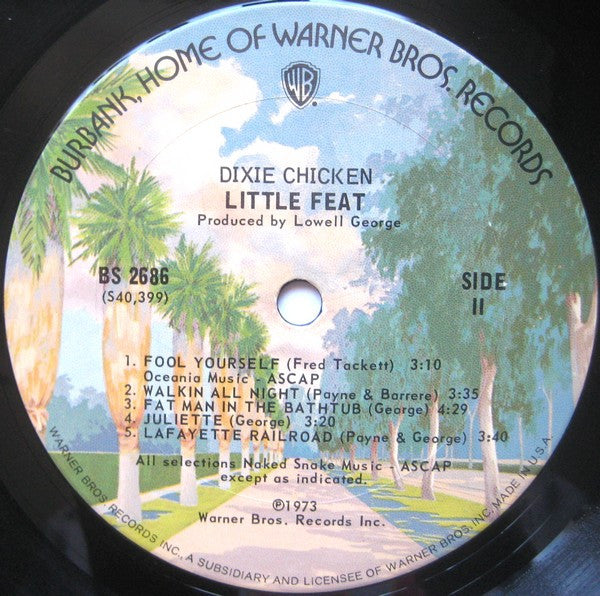 BURBANK, HOME OF WARNER BROS. RECORDS
WB
DIXIE CHICKEN
LITTLE FEAT
Produced by Lowell George
BS 2686
(S40,399)
SIDE
II
1. FOOL YOURSELF (Fred Tackett) 3:10
Oceania Music - ASCAP
2. WALKIN ALL NIGHT (Payne & Barrere) 3:35
3. FAT MAN IN THE BATHTUB (George) 4:29
4. JULIETTE (George) 3:20
5. LAFAYETTE RAILROAD (Payne & George) 3:40
All selections Naked Snake Music - ASCAP
except as indicated.
℗1973
Warner Bros. Records Inc.
WARNER BROS. RECORDS INC., A SUBSIDIARY AND LICENSEE OF WARNER BROS. INC. MADE IN U.S.A.